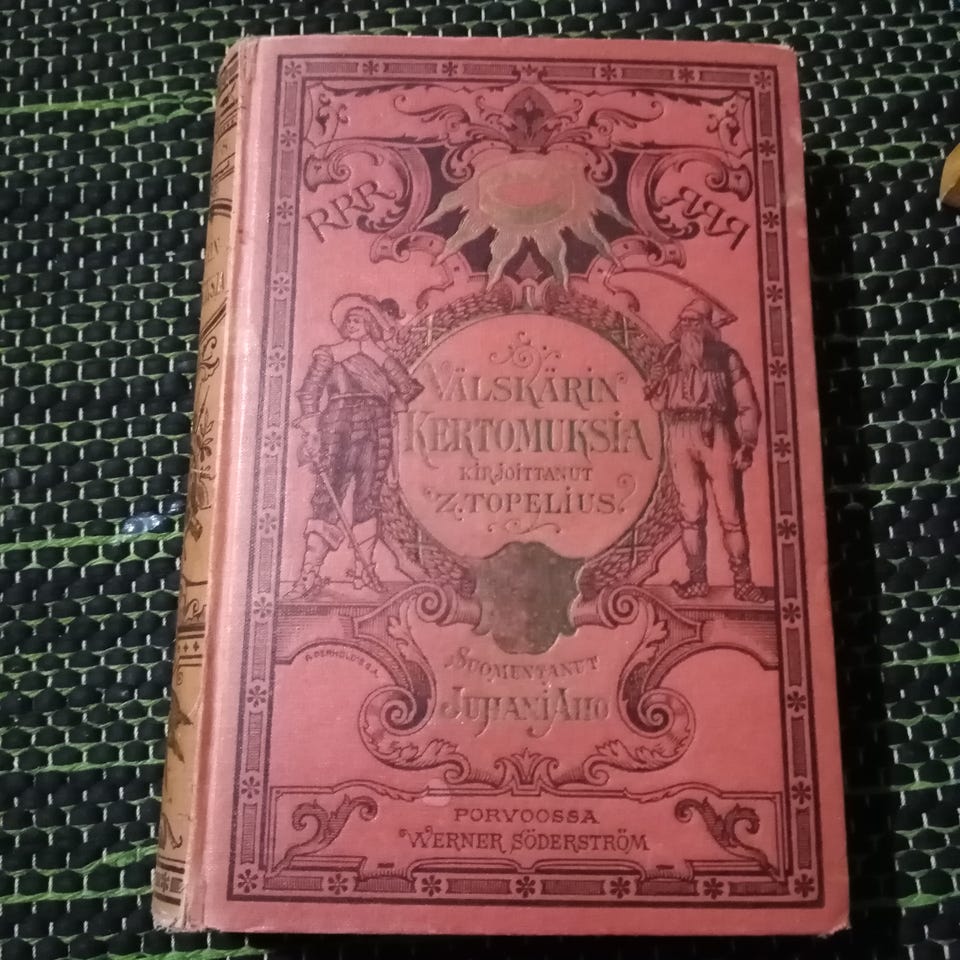 RRR RRR
VÄLSKÄRIN
KERTOMUKSIA
KIRJOITTANUT
Z. TOPELIUS.
SUOMENTANUT
JUHANI AHO
PORVOOSSA
WERNER SÖDERSTRÖM